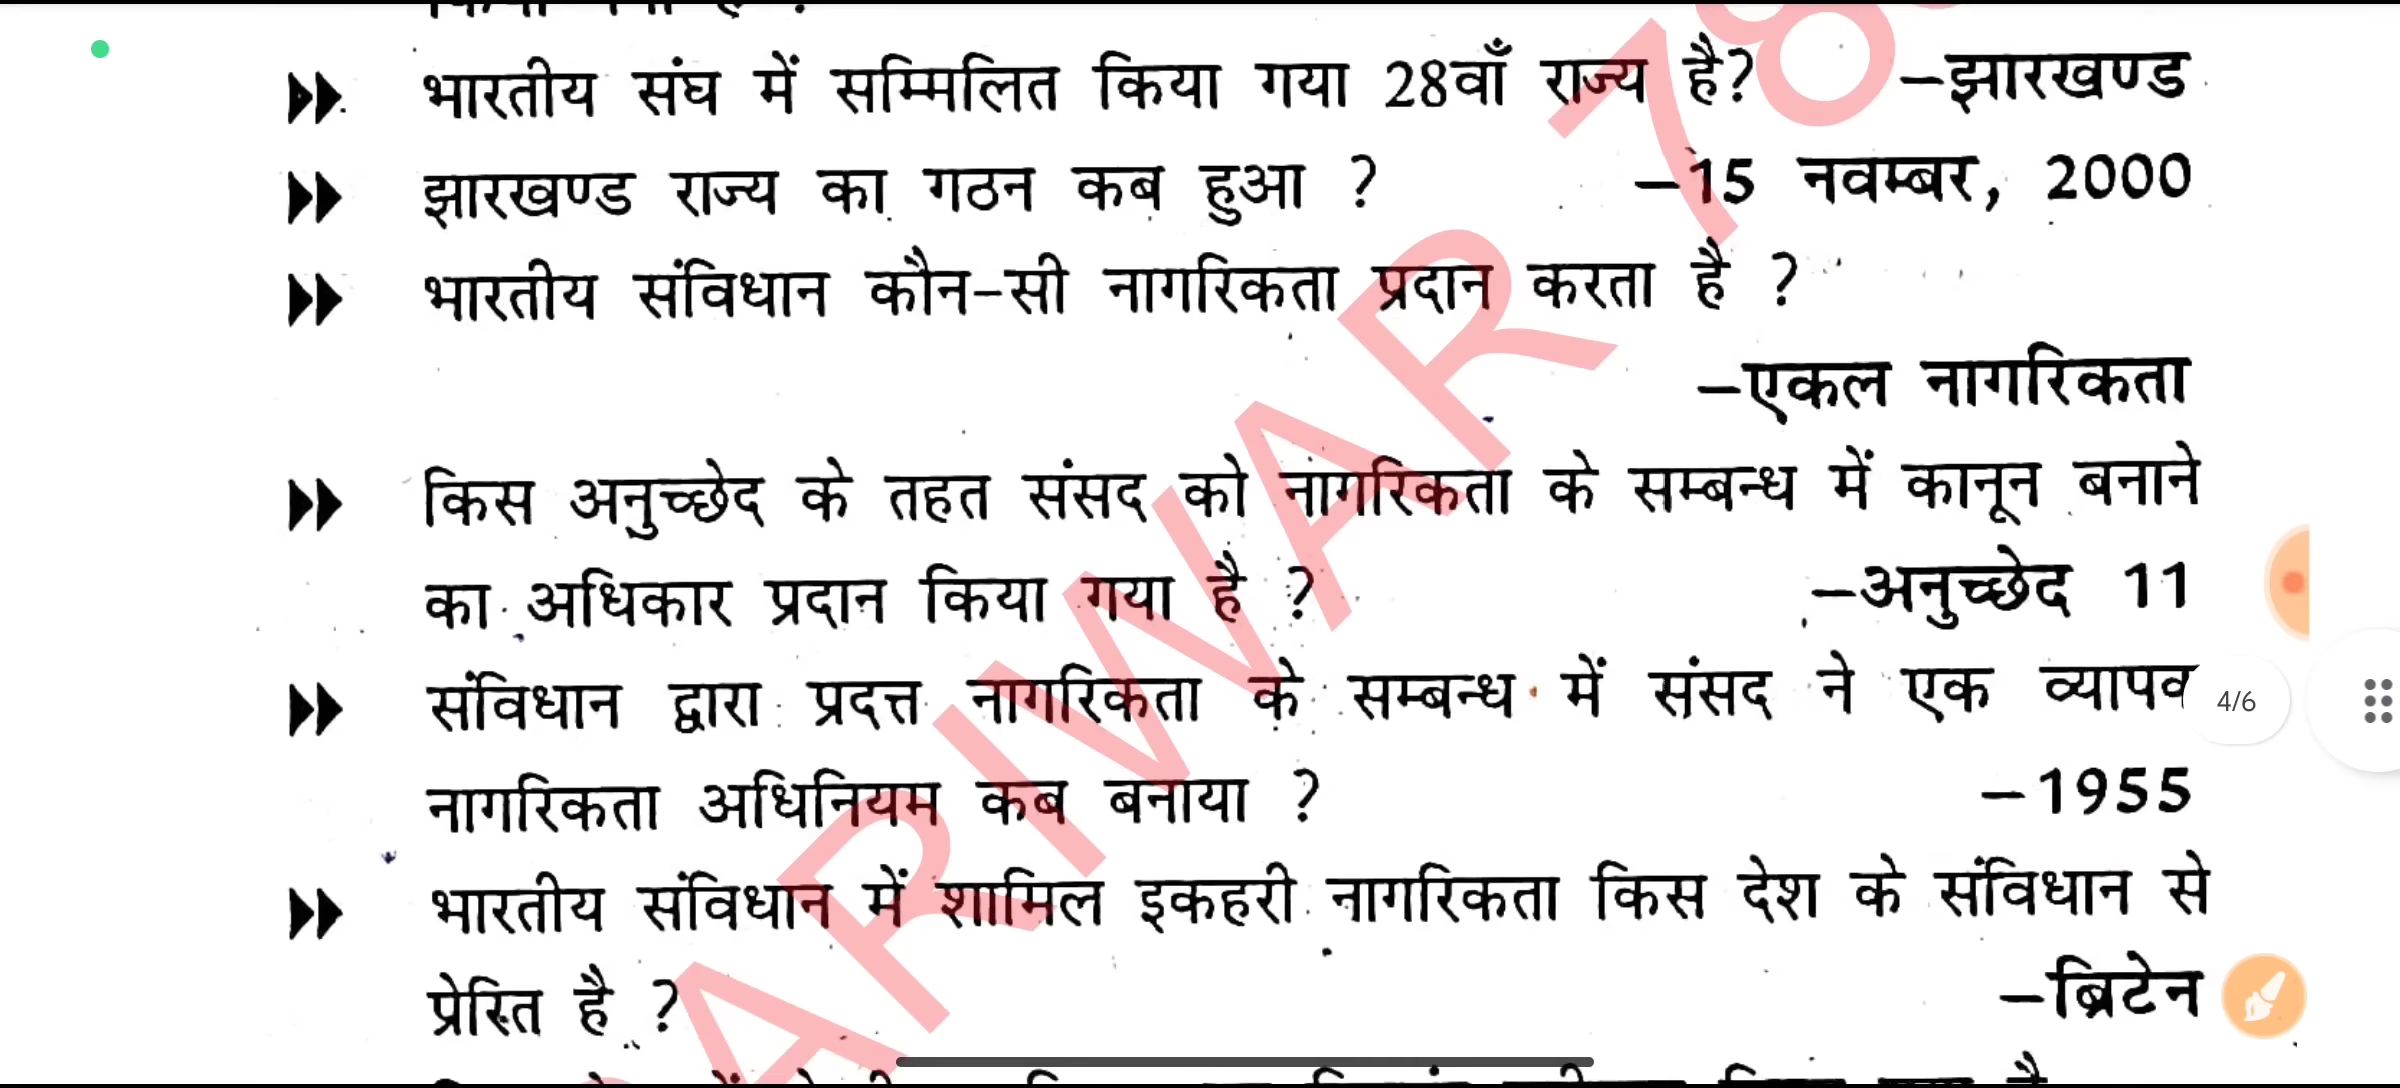 भारतीय संघ में सम्मिलित किया गया 28वाँ राज्य है? –झारखण्ड
झारखण्ड राज्य का गठन कब हुआ ? –15 नवम्बर, 2000
भारतीय संविधान कौन-सी नागरिकता प्रदान करता है ?
–एकल नागरिकता
किस अनुच्छेद के तहत संसद को नागरिकता के सम्बन्ध में कानून बनाने
का अधिकार प्रदान किया गया है ? –अनुच्छेद 11
संविधान द्वारा प्रदत्त नागरिकता के सम्बन्ध में संसद ने एक
4/6
नागरिकता अधिनियम कब बनाया ? –1955
भारतीय संविधान में शामिल इकहरी नागरिकता किस देश के संविधान से
प्रेरित है ? –ब्रिटेन
ARIWAR 78